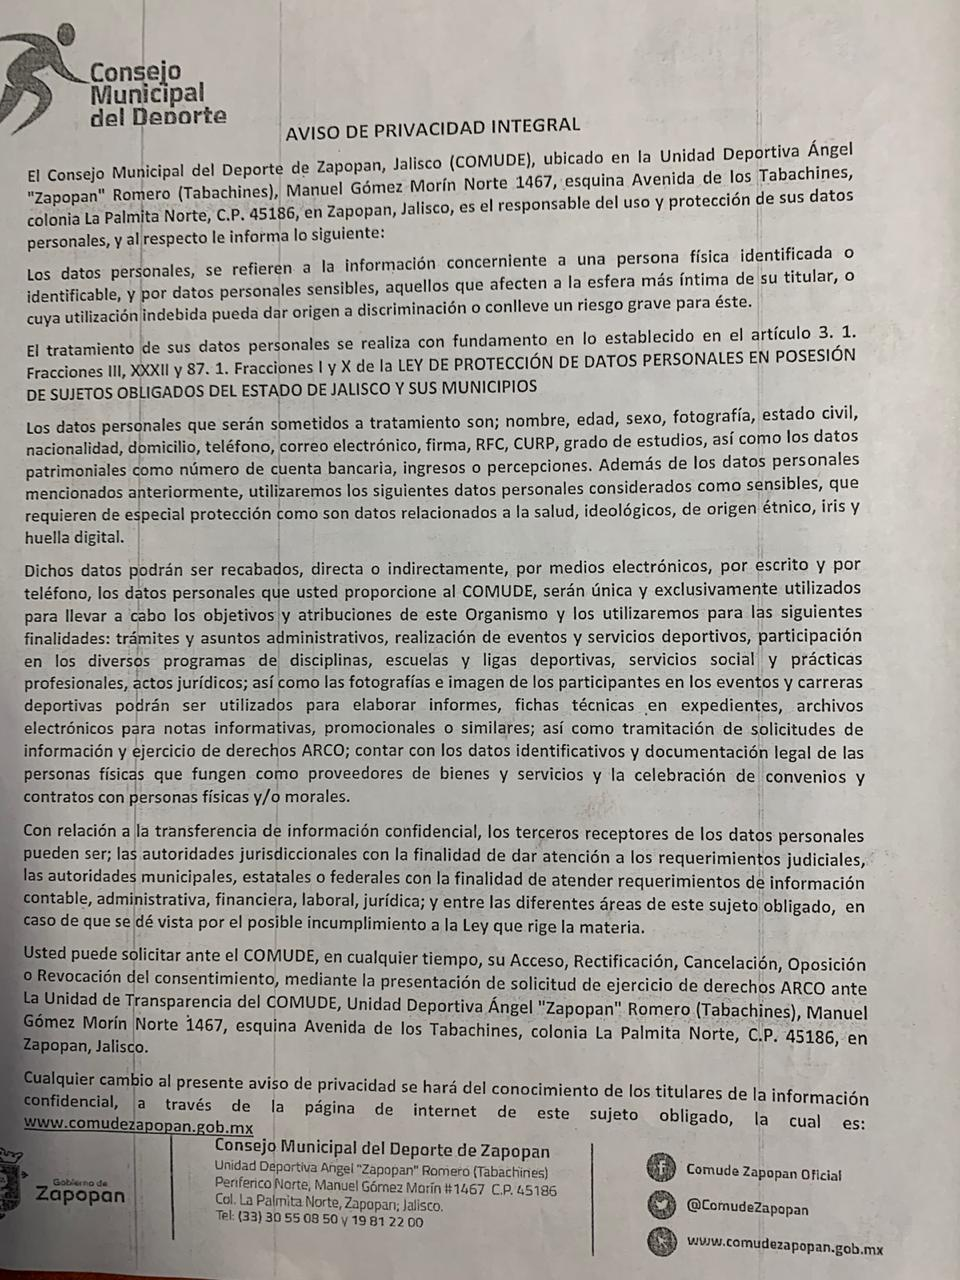 Consejo
Municipal
del Deporte
AVISO DE PRIVACIDAD INTEGRAL
El Consejo Municipal del Deporte de Zapopan, Jalisco (COMUDE), ubicado en la Unidad Deportiva Ángel
"Zapopan" Romero (Tabachines), Manuel Gómez Morín Norte 1467, esquina Avenida de los Tabachines,
colonia La Palmita Norte, C.P. 45186, en Zapopan, Jalisco, es el responsable del uso y protección de sus datos
personales, y al respecto le informa lo siguiente:
Los datos personales, se refieren a la información concerniente a una persona física identificada o
identificable, y por datos personales sensibles, aquellos que afecten a la esfera más íntima de su titular, o
cuya utilización indebida pueda dar origen a discriminación o conlleve un riesgo grave para éste.
El tratamiento de sus datos personales se realiza con fundamento en lo establecido en el artículo 3. 1.
Fracciones III, XXXII y 87. 1. Fracciones I y X de la LEY DE PROTECCIÓN DE DATOS PERSONALES EN POSESIÓN
DE SUJETOS OBLIGADOS DEL ESTADO DE JALISCO Y SUS MUNICIPIOS
Los datos personales que serán sometidos a tratamiento son; nombre, edad, sexo, fotografía, estado civil,
nacionalidad, domicilio, teléfono, correo electrónico, firma, RFC, CURP, grado de estudios, así como los datos
patrimoniales como número de cuenta bancaria, ingresos o percepciones. Además de los datos personales
mencionados anteriormente, utilizaremos los siguientes datos personales considerados como sensibles, que
requieren de especial protección como son datos relacionados a la salud, ideológicos, de origen étnico, iris y
huella digital.
Dichos datos podrán ser recabados, directa o indirectamente, por medios electrónicos, por escrito y por
teléfono, los datos personales que usted proporcione al COMUDE, serán única y exclusivamente utilizados
para llevar a cabo los objetivos y atribuciones de este Organismo y los utilizaremos para las siguientes
finalidades: trámites y asuntos administrativos, realización de eventos y servicios deportivos, participación
en los diversos programas de disciplinas, escuelas y ligas deportivas, servicios social y prácticas
profesionales, actos jurídicos; así como las fotografías e imagen de los participantes en los eventos y carreras
deportivas podrán ser utilizados para elaborar informes, fichas técnicas en expedientes, archivos
electrónicos para notas informativas, promocionales o similares; así como tramitación de solicitudes de
información y ejercicio de derechos ARCO; contar con los datos identificativos y documentación legal de las
personas físicas que fungen como proveedores de bienes y servicios y la celebración de convenios y
contratos con personas físicas y/o morales.
Con relación a la transferencia de información confidencial, los terceros receptores de los datos personales
pueden ser; las autoridades jurisdiccionales con la finalidad de dar atención a los requerimientos judiciales,
las autoridades municipales, estatales o federales con la finalidad de atender requerimientos de información
contable, administrativa, financiera, laboral, jurídica; y entre las diferentes áreas de este sujeto obligado, en
caso de que se dé vista por el posible incumplimiento a la Ley que rige la materia.
Usted puede solicitar ante el COMUDE, en cualquier tiempo, su Acceso, Rectificación, Cancelación, Oposición
o Revocación del consentimiento, mediante la presentación de solicitud de ejercicio de derechos ARCO ante
La Unidad de Transparencia del COMUDE, Unidad Deportiva Ángel "Zapopan" Romero (Tabachines), Manuel
Gómez Morín Norte 1467, esquina Avenida de los Tabachines, colonia La Palmita Norte, C.P. 45186, en
Zapopan, Jalisco.
Cualquier cambio al presente aviso de privacidad se hará del conocimiento de los titulares de la información
confidencial, a través de la página de internet de este sujeto obligado, la cual es:
www.comudezapopan.gob.mx
Gobierno de
Zapopan
Consejo Municipal del Deporte de Zapopan
Unidad Deportiva Angel "Zapopan" Romero (Tabachines)
Periferico Norte, Manuel Gómez Morín #1467 C.P. 45186
Col. La Palmita Norte, Zapopan; Jalisco.
Tel: (33) 30 55 08 50 y 19 81 22 00
Comude Zapopan Oficial
@ComudeZapopan
www.comudezapopan.gob.mx